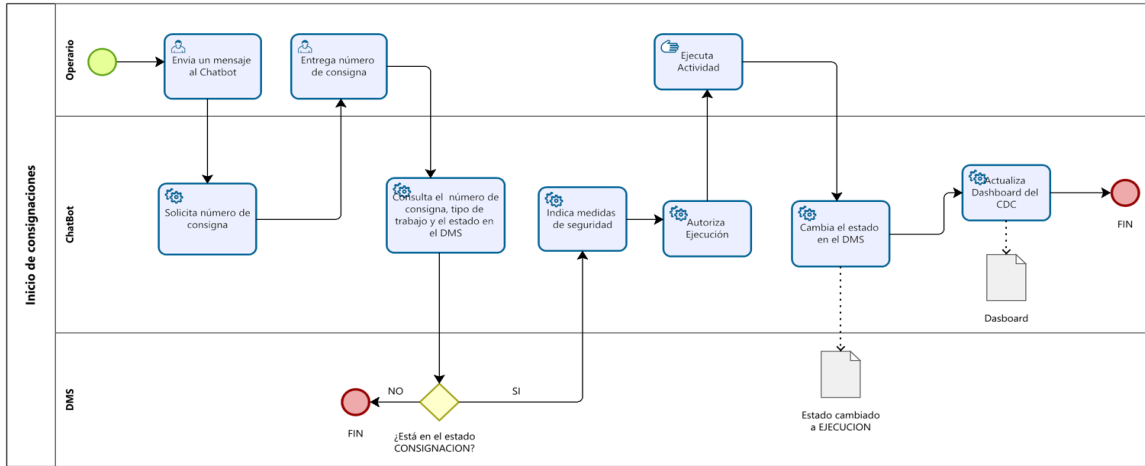 Inicio de consignaciones
Operario
Envia un mensaje
al Chatbot
Entrega número
de consigna
Ejecuta
Actividad
ChatBot
Solicita número de
consigna
Consulta el número de
consigna, tipo de
trabajo y el estado en
el DMS
Indica medidas
de seguridad
Autoriza
Ejecución
Cambia el estado
en el DMS
Actualiza
Dashboard del
CDC
FIN
Dasboard
DMS
NO
SI
FIN
¿Está en el estado
CONSIGNACION?
Estado cambiado
a EJECUCION